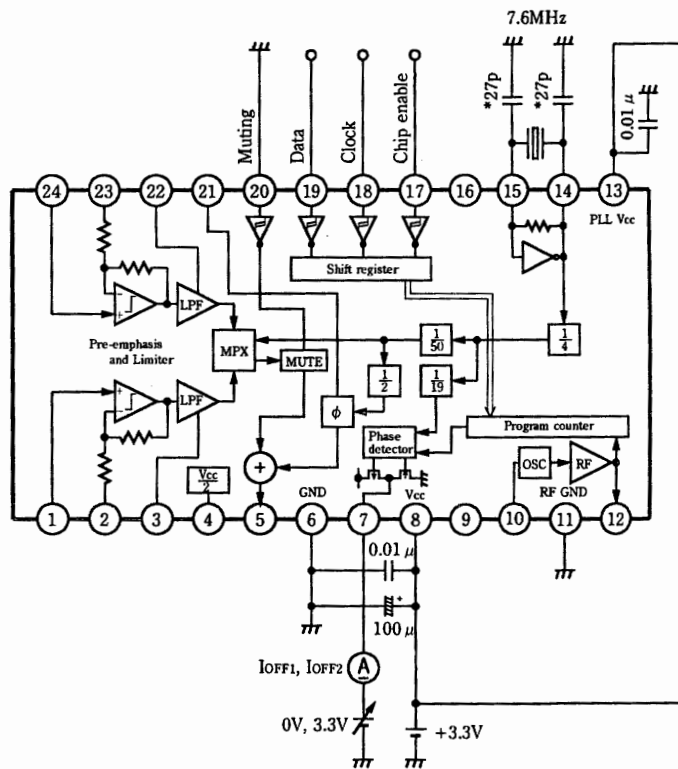 7.6MHz
*27p
*27p
0.01 μ
Muting
Data
Clock
Chip enable
24
23
22
21
20
19
18
17
16
15
14
13
PLL Vcc
Shift register
LPF
Pre-emphasis
and Limiter
MPX
MUTE
1/50
1/4
1/2
1/19
LPF
φ
Phase
detector
Program counter
Vcc/2
+
OSC
RF
GND
Vcc
RF GND
1
2
3
4
5
6
7
8
9
10
11
12
0.01 μ
+
100 μ
IOFF1, IOFF2
A
0V, 3.3V
+3.3V